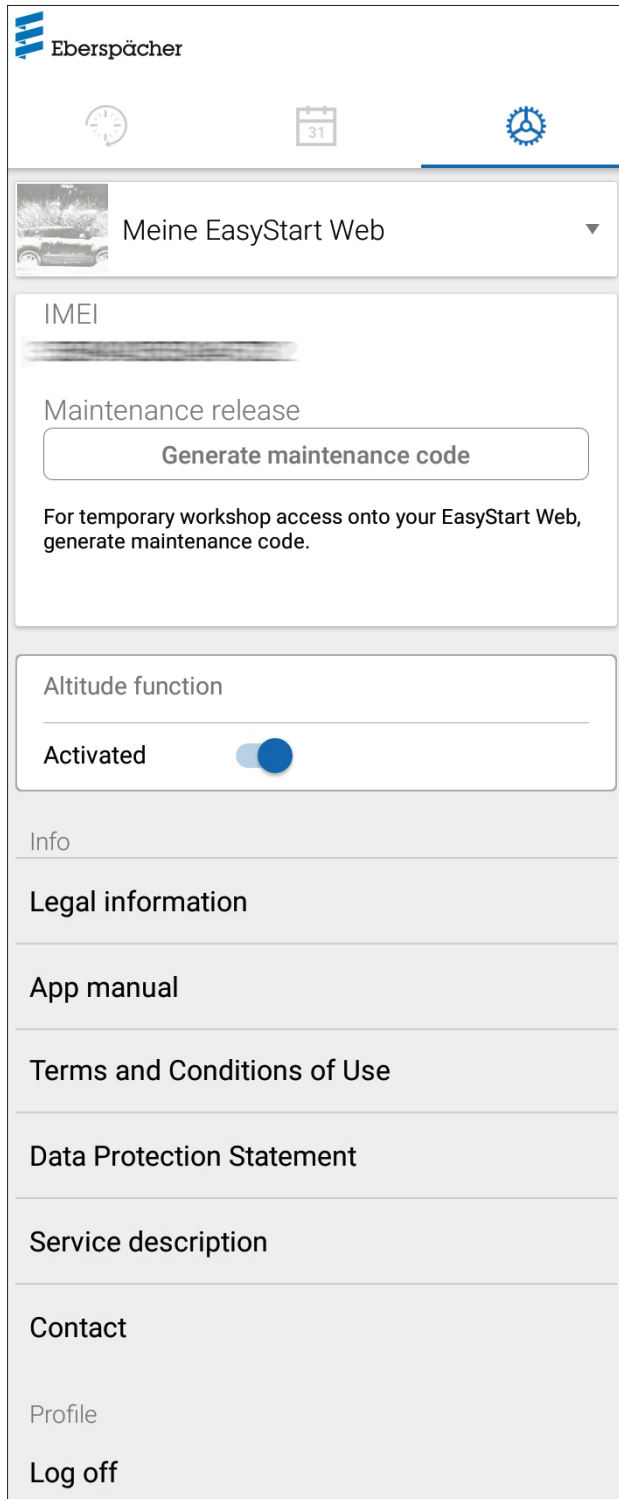 Eberspächer
31
Meine EasyStart Web
IMEI
Maintenance release
Generate maintenance code
For temporary workshop access onto your EasyStart Web,
generate maintenance code.
Altitude function
Activated
Info
Legal information
App manual
Terms and Conditions of Use
Data Protection Statement
Service description
Contact
Profile
Log off